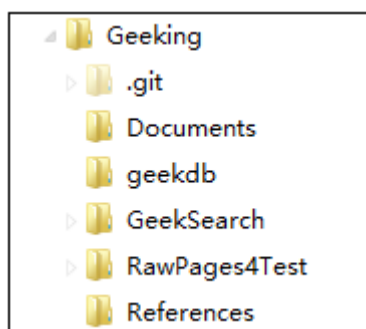 Geeking
.git
Documents
geekdb
GeekSearch
RawPages4Test
References